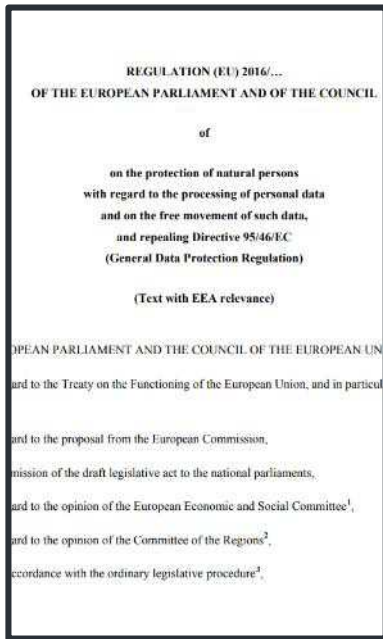 REGULATION (EU) 2016/…
OF THE EUROPEAN PARLIAMENT AND OF THE COUNCIL
of
on the protection of natural persons
with regard to the processing of personal data
and on the free movement of such data,
and repealing Directive 95/46/EC
(General Data Protection Regulation)
(Text with EEA relevance)
OPEAN PARLIAMENT AND THE COUNCIL OF THE EUROPEAN UN
ard to the Treaty on the Functioning of the European Union, and in particul
ard to the proposal from the European Commission,
mission of the draft legislative act to the national parliaments,
ard to the opinion of the European Economic and Social Committee¹,
ard to the opinion of the Committee of the Regions²,
ccordance with the ordinary legislative procedure³,